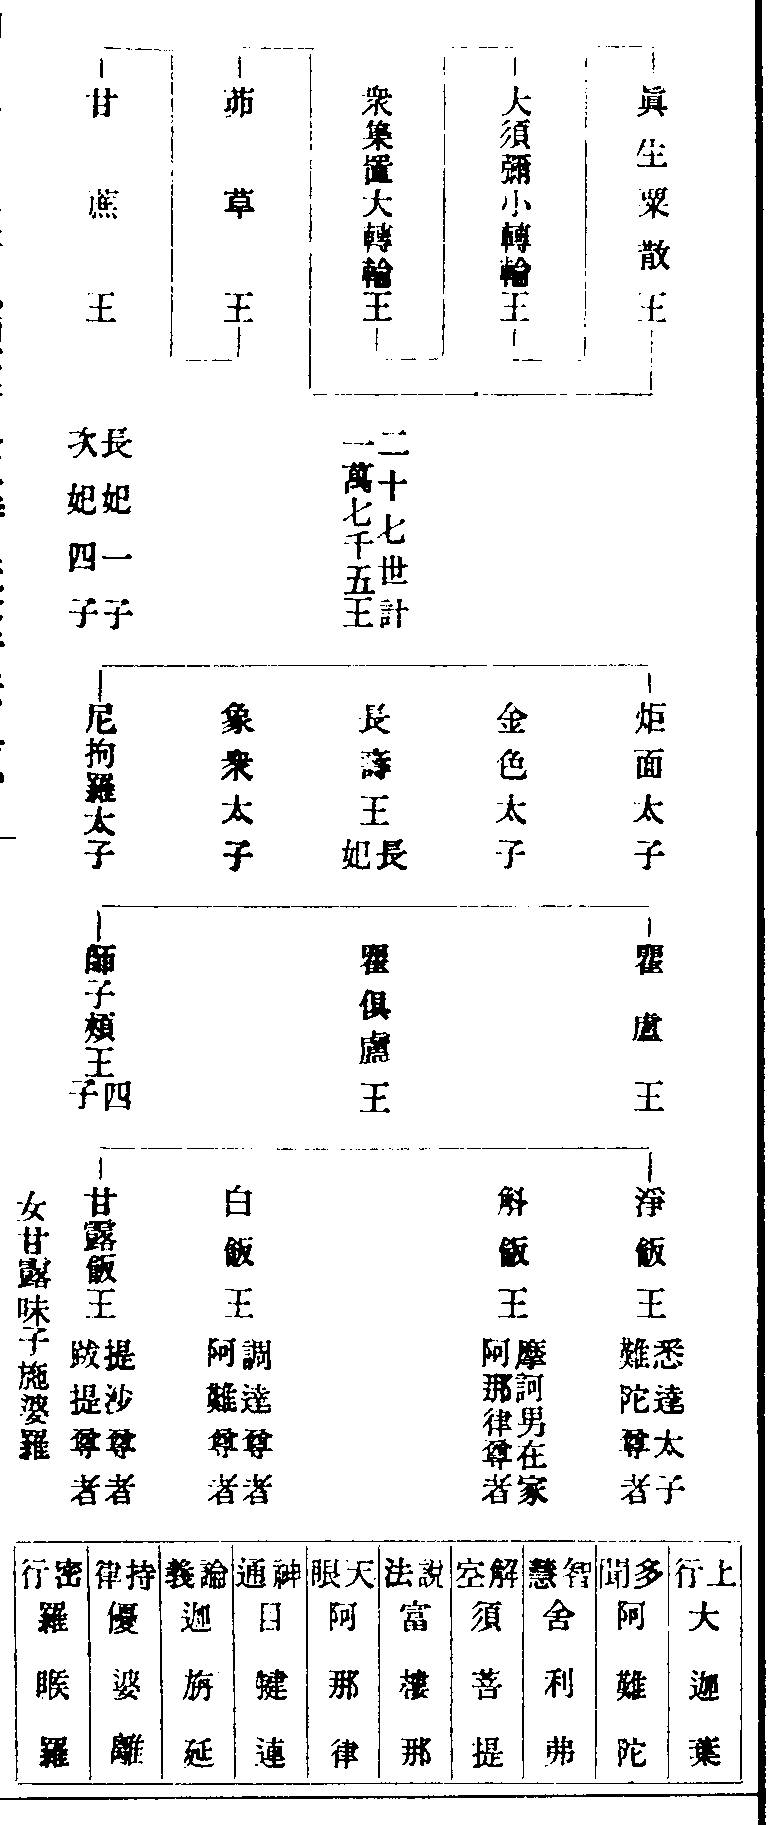 眞生粟散王
大須彌小轉輪王
衆集置大轉輪王
茆草王
甘蔗王
二十七世計
一萬七千五王
長妃一子
次妃四子
炬面太子
金色太子
長壽王長妃
象衆太子
尼拘羅太子
瞿盧王
瞿俱盧王
師子頰王四子
淨飯王
悉達太子
難陀尊者
斛飯王
摩訶男在家
阿那律尊者
白飯王
調達尊者
阿難尊者
甘露飯王
提沙尊者
跋提尊者
女甘露味子施婆羅
上行
大迦葉
多聞
阿難陀
智慧
舍利弗
解空
須菩提
說法
富樓那
天眼
阿那律
神通
目犍連
論義
迦旃延
持律
優婆離
密行
羅睺羅